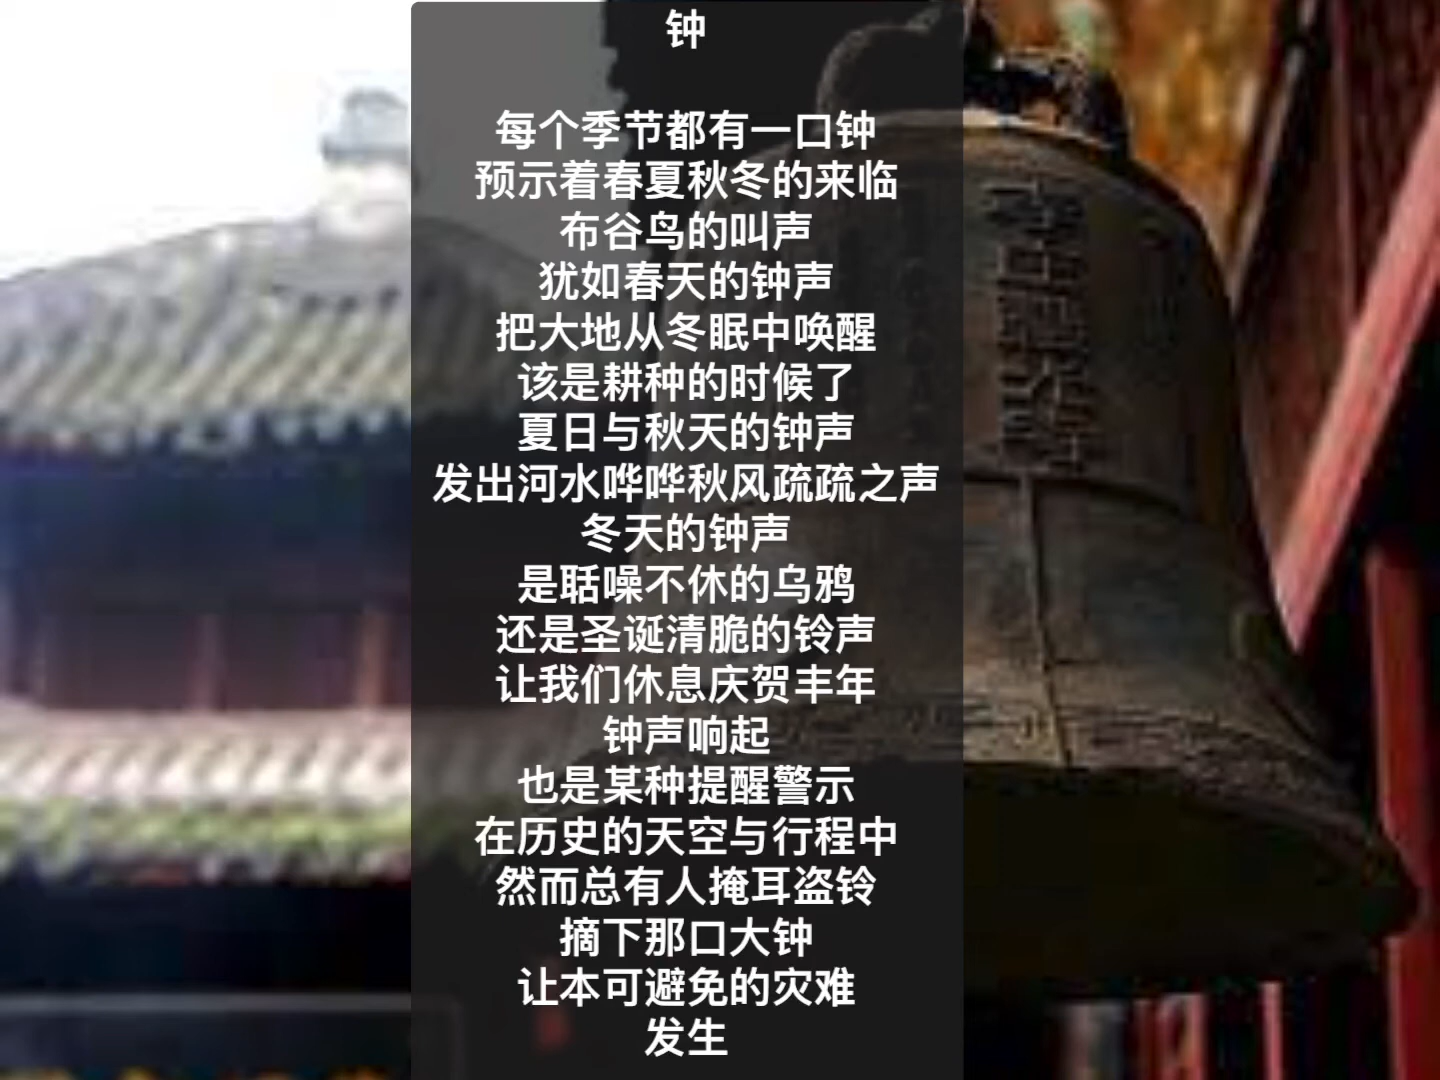 钟
每个季节都有一口钟
预示着春夏秋冬的来临
布谷鸟的叫声
犹如春天的钟声
把大地从冬眠中唤醒
该是耕种的时候了
夏日与秋天的钟声
发出河水哗哗秋风疏疏之声
冬天的钟声
是聒噪不休的乌鸦
还是圣诞清脆的铃声
让我们休息庆贺丰年
钟声响起
也是某种提醒警示
在历史的天空与行程中
然而总有人掩耳盗铃
摘下那口大钟
让本可避免的灾难
发生